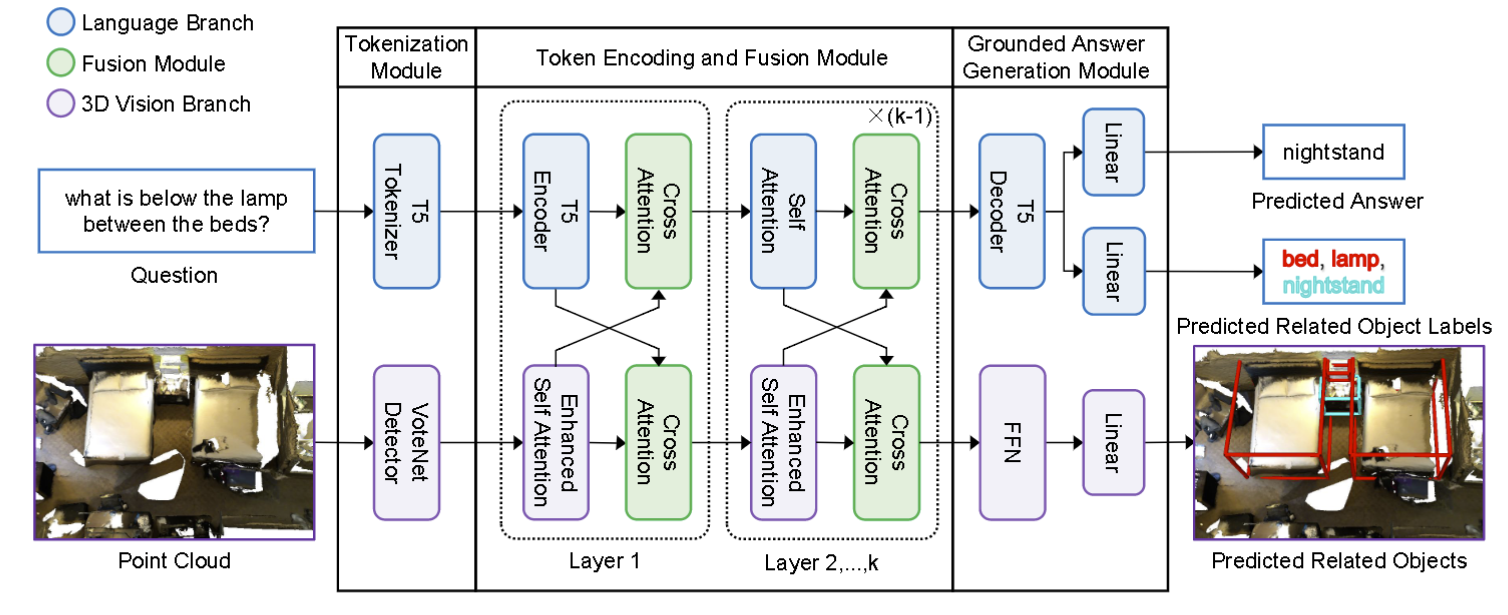 Language Branch
Fusion Module
3D Vision Branch
Tokenization
Module
Token Encoding and Fusion Module
Grounded Answer
Generation Module
what is below the lamp
between the beds?
Question
Point Cloud
T5
Tokenizer
VoteNet
Detector
T5
Encoder
Cross
Attention
Enhanced
Self Attention
Cross
Attention
Layer 1
×(k-1)
Self
Attention
Cross
Attention
Enhanced
Self Attention
Cross
Attention
Layer 2,...,k
T5
Decoder
Linear
Linear
FFN
Linear
nightstand
Predicted Answer
bed, lamp,
nightstand
Predicted Related Object Labels
Predicted Related Objects